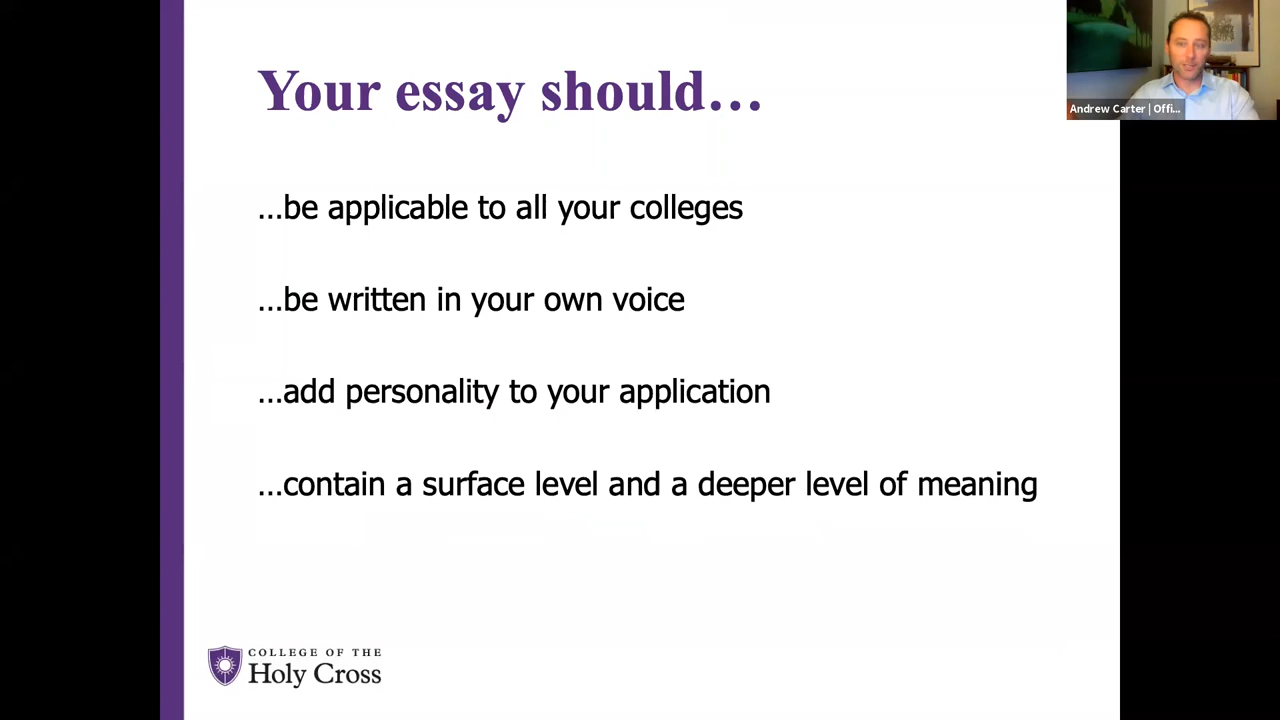 Your essay should...
Andrew Carter | Offi...
...be applicable to all your colleges
...be written in your own voice
...add personality to your application
...contain a surface level and a deeper level of meaning
COLLEGE OF THE
Holy Cross